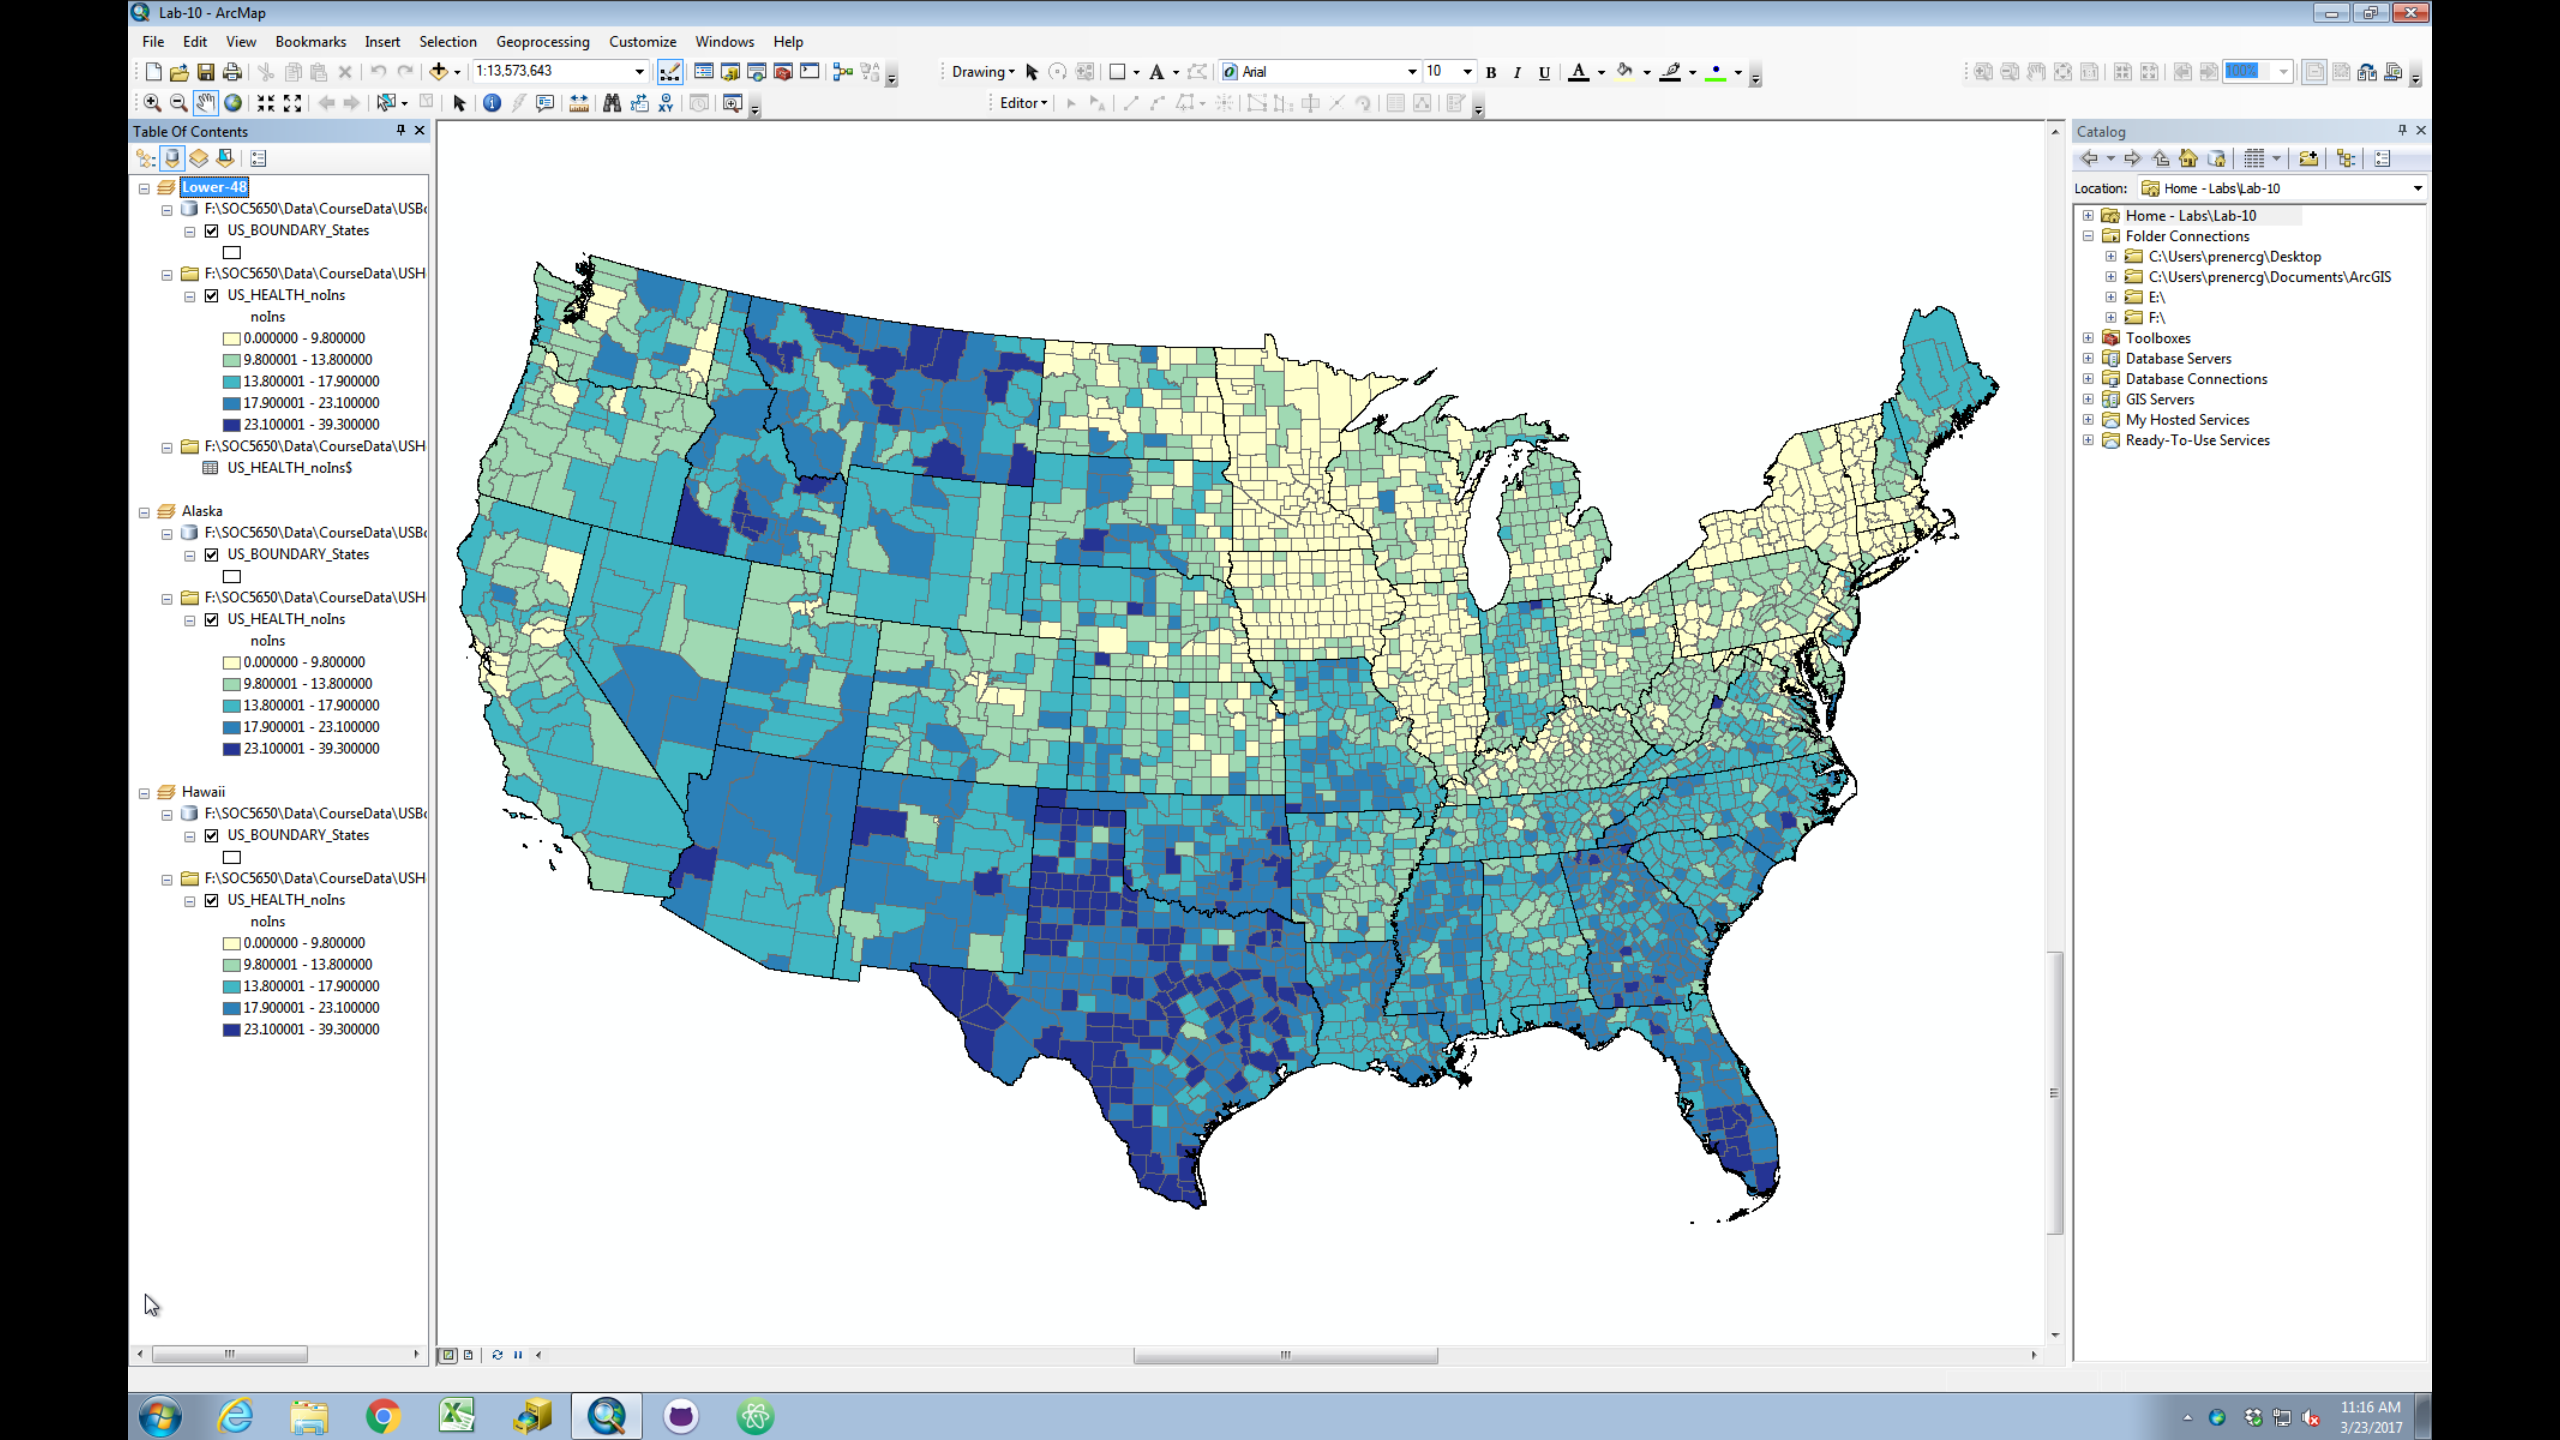 Lab-10 - ArcMap
File Edit View Bookmarks Insert Selection Geoprocessing Customize Windows Help
1:13,573,643 Drawing Arial 10 B I U A 100%
Editor
Table Of Contents
Lower-48
F:\SOC5650\Data\CourseData\USBo
US_BOUNDARY_States
F:\SOC5650\Data\CourseData\USH
US_HEALTH_noIns
noIns
0.000000 - 9.800000
9.800001 - 13.800000
13.800001 - 17.900000
17.900001 - 23.100000
23.100001 - 39.300000
F:\SOC5650\Data\CourseData\USH
US_HEALTH_noIns$
Alaska
F:\SOC5650\Data\CourseData\USBo
US_BOUNDARY_States
F:\SOC5650\Data\CourseData\USH
US_HEALTH_noIns
noIns
0.000000 - 9.800000
9.800001 - 13.800000
13.800001 - 17.900000
17.900001 - 23.100000
23.100001 - 39.300000
Hawaii
F:\SOC5650\Data\CourseData\USBo
US_BOUNDARY_States
F:\SOC5650\Data\CourseData\USH
US_HEALTH_noIns
noIns
0.000000 - 9.800000
9.800001 - 13.800000
13.800001 - 17.900000
17.900001 - 23.100000
23.100001 - 39.300000
Catalog
Location: Home - Labs\Lab-10
Home - Labs\Lab-10
Folder Connections
C:\Users\prenercg\Desktop
C:\Users\prenercg\Documents\ArcGIS
E:\
F:\
Toolboxes
Database Servers
Database Connections
GIS Servers
My Hosted Services
Ready-To-Use Services
11:16 AM
3/23/2017